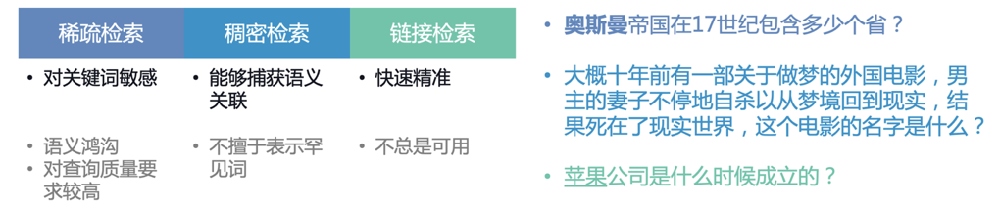 稀疏检索 稠密检索 链接检索
• 对关键词敏感
• 语义鸿沟
• 对查询质量要
求较高
• 能够捕获语义
关联
• 不擅于表示罕
见词
• 快速精准
• 不总是可用
• 奥斯曼帝国在17世纪包含多少个省？
• 大概十年前有一部关于做梦的外国电影，男
主的妻子不停地自杀以从梦境回到现实，结
果死在了现实世界，这个电影的名字是什么？
• 苹果公司是什么时候成立的？